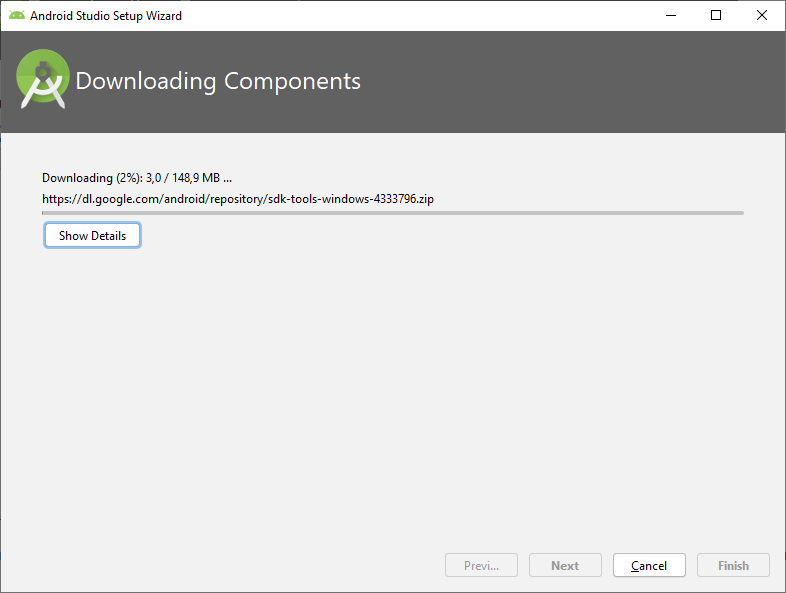 Android Studio Setup Wizard
Downloading Components
Downloading (2%): 3,0 / 148,9 MB ...
https://dl.google.com/android/repository/sdk-tools-windows-4333796.zip
Show Details
Previ... Next Cancel Finish